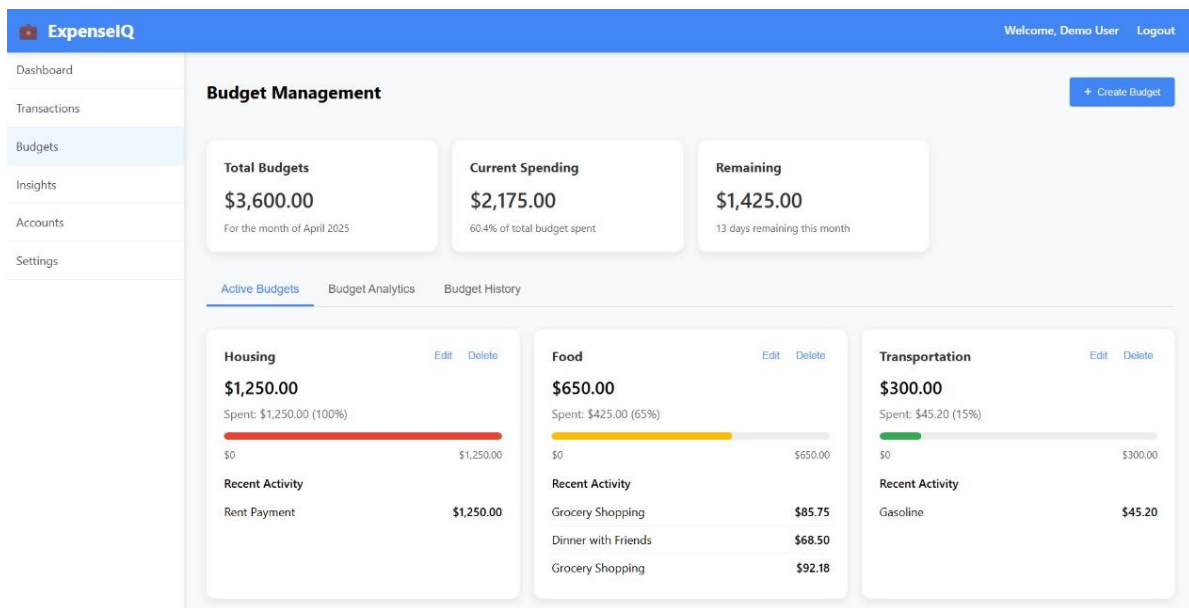 ExpenseIQ
Welcome, Demo User Logout
Dashboard
Transactions
Budgets
Insights
Accounts
Settings
Budget Management
+ Create Budget
Total Budgets
$3,600.00
For the month of April 2025
Current Spending
$2,175.00
60.4% of total budget spent
Remaining
$1,425.00
13 days remaining this month
Active Budgets Budget Analytics Budget History
Housing Edit Delete
$1,250.00
Spent: $1,250.00 (100%)
$0 $1,250.00
Recent Activity
Rent Payment $1,250.00
Food Edit Delete
$650.00
Spent: $425.00 (65%)
$0 $650.00
Recent Activity
Grocery Shopping $85.75
Dinner with Friends $68.50
Grocery Shopping $92.18
Transportation Edit Delete
$300.00
Spent: $45.20 (15%)
$0 $300.00
Recent Activity
Gasoline $45.20